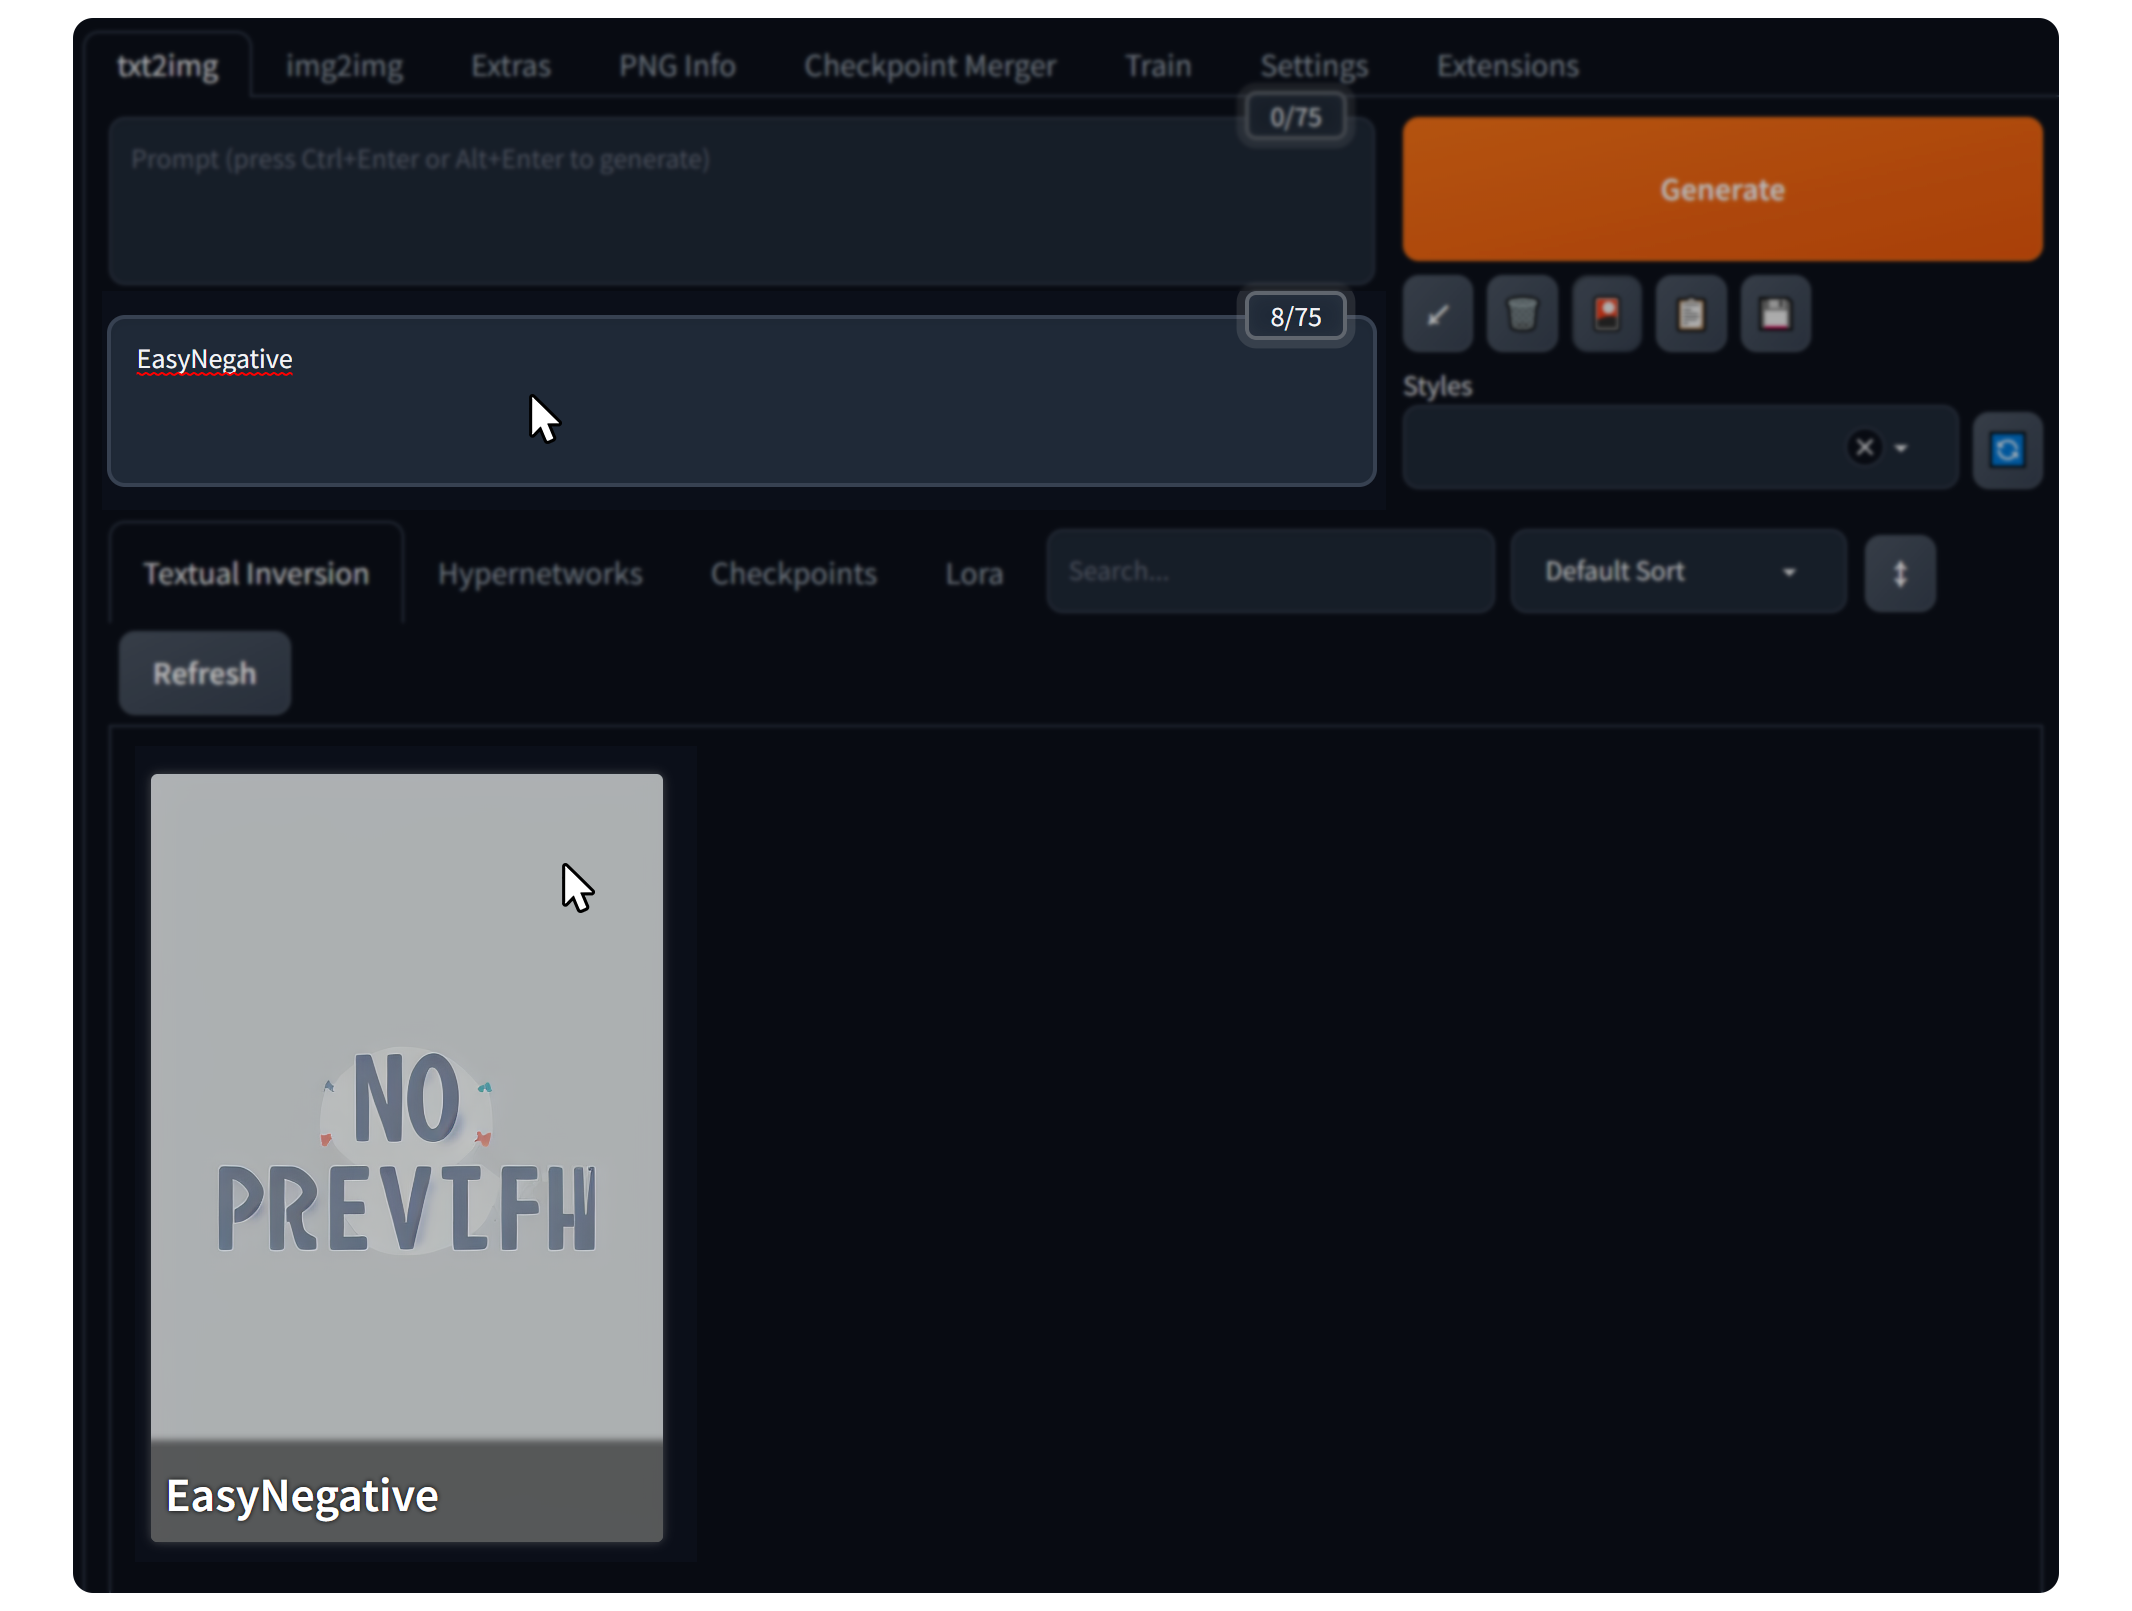 txt2img img2img Extras PNG Info Checkpoint Merger Train Settings Extensions
0/75
Prompt (press Ctrl+Enter or Alt+Enter to generate)
Generate
8/75
EasyNegative
Styles
Textual Inversion Hypernetworks Checkpoints Lora Search... Default Sort
Refresh
NO
PREVIFW
EasyNegative